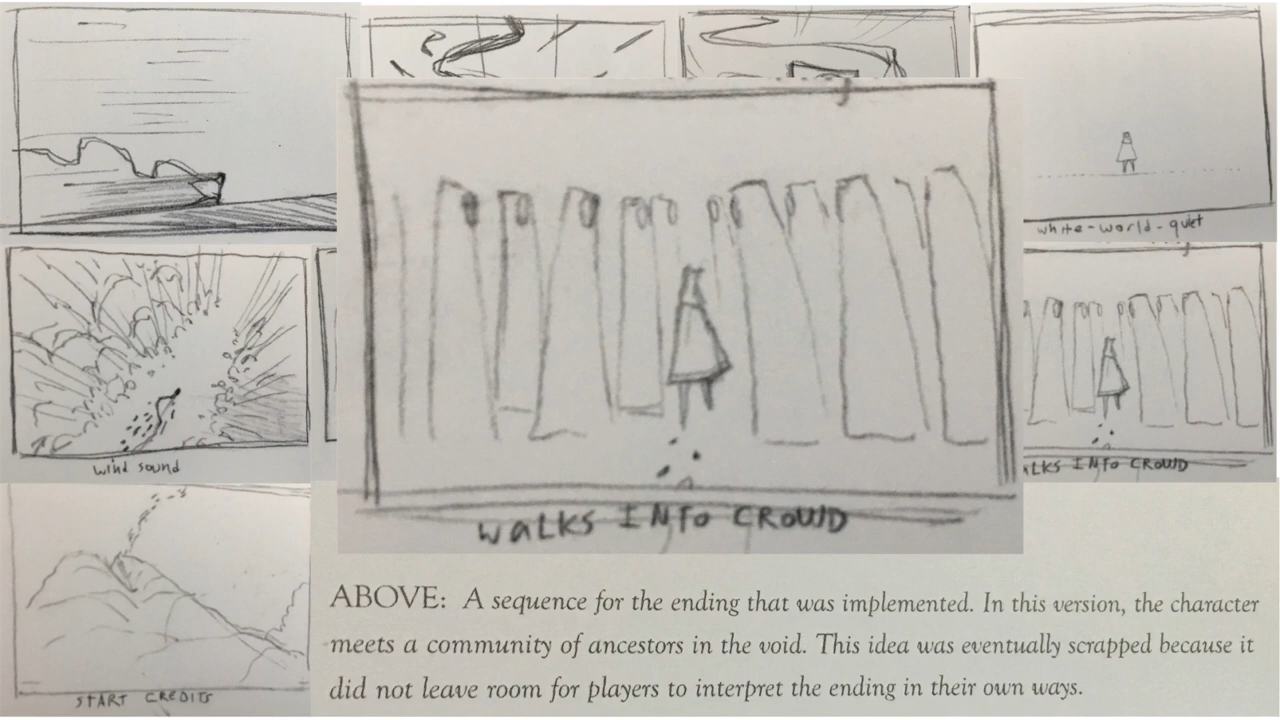 white-world-quiet
wind sound
WALKS INTO CROWD
LKS INTO CROWD
START CREDITS
ABOVE: A sequence for the ending that was implemented. In this version, the character
meets a community of ancestors in the void. This idea was eventually scrapped because it
did not leave room for players to interpret the ending in their own ways.